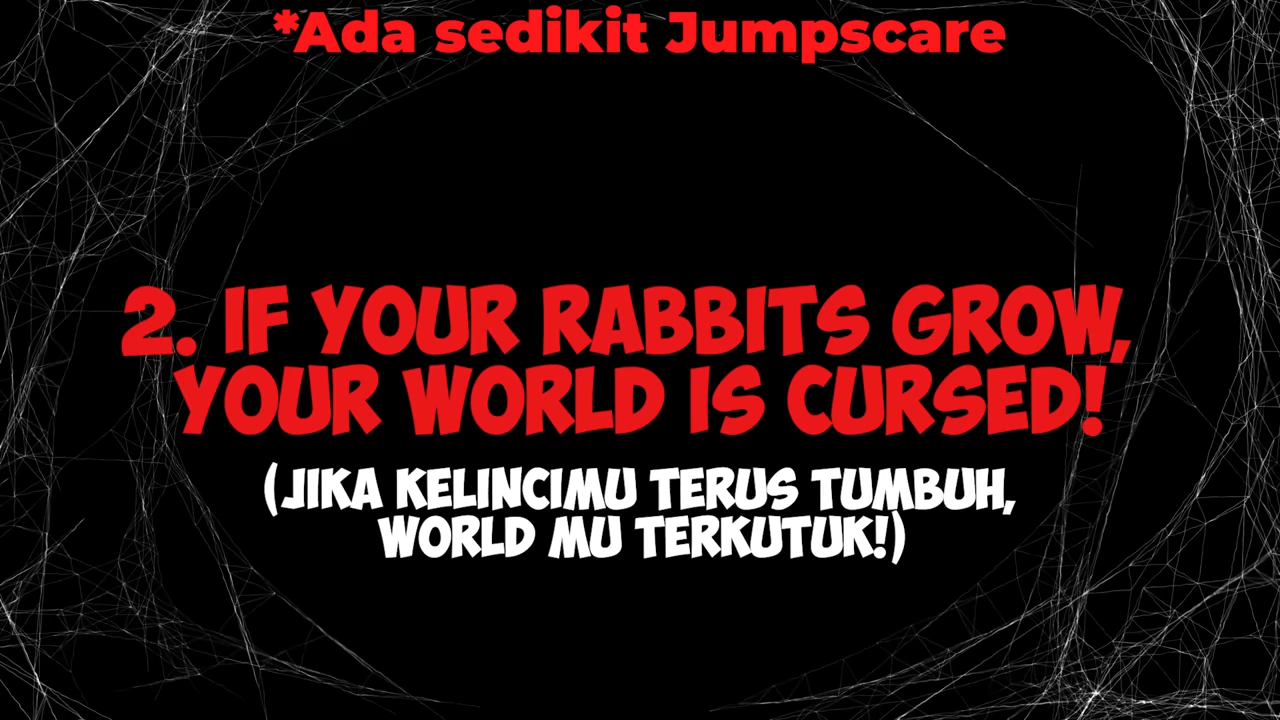 *Ada sedikit Jumpscare
2. IF YOUR RABBITS GROW,
YOUR WORLD IS CURSED!
(JIKA KELINCIMU TERUS TUMBUH,
WORLD MU TERKUTUK!)